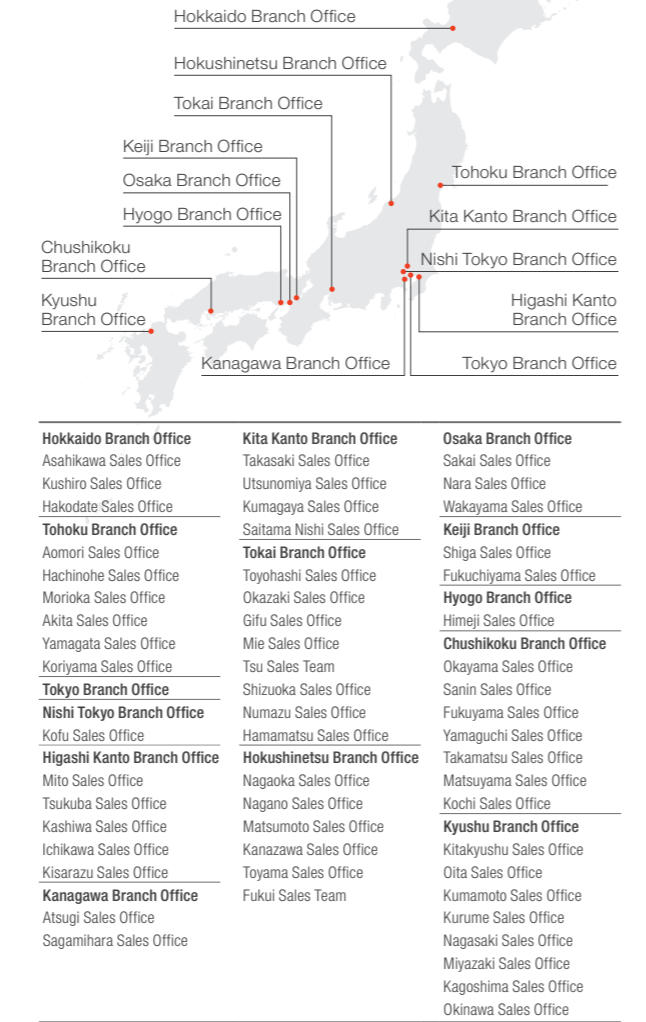 Hokkaido Branch Office
Hokushinetsu Branch Office
Tokai Branch Office
Keiji Branch Office
Osaka Branch Office
Hyogo Branch Office
Chushikoku
Branch Office
Kyushu
Branch Office
Tohoku Branch Office
Kita Kanto Branch Office
Nishi Tokyo Branch Office
Higashi Kanto
Branch Office
Kanagawa Branch Office
Tokyo Branch Office
Hokkaido Branch Office
Asahikawa Sales Office
Kushiro Sales Office
Hakodate Sales Office
Tohoku Branch Office
Aomori Sales Office
Hachinohe Sales Office
Morioka Sales Office
Akita Sales Office
Yamagata Sales Office
Koriyama Sales Office
Tokyo Branch Office
Nishi Tokyo Branch Office
Kofu Sales Office
Higashi Kanto Branch Office
Mito Sales Office
Tsukuba Sales Office
Kashiwa Sales Office
Ichikawa Sales Office
Kisarazu Sales Office
Kanagawa Branch Office
Atsugi Sales Office
Sagamihara Sales Office
Kita Kanto Branch Office
Takasaki Sales Office
Utsunomiya Sales Office
Kumagaya Sales Office
Saitama Nishi Sales Office
Tokai Branch Office
Toyohashi Sales Office
Okazaki Sales Office
Gifu Sales Office
Mie Sales Office
Tsu Sales Team
Shizuoka Sales Office
Numazu Sales Office
Hamamatsu Sales Office
Hokushinetsu Branch Office
Nagaoka Sales Office
Nagano Sales Office
Matsumoto Sales Office
Kanazawa Sales Office
Toyama Sales Office
Fukui Sales Team
Osaka Branch Office
Sakai Sales Office
Nara Sales Office
Wakayama Sales Office
Keiji Branch Office
Shiga Sales Office
Fukuchiyama Sales Office
Hyogo Branch Office
Himeji Sales Office
Chushikoku Branch Office
Okayama Sales Office
Sanin Sales Office
Fukuyama Sales Office
Yamaguchi Sales Office
Takamatsu Sales Office
Matsuyama Sales Office
Kochi Sales Office
Kyushu Branch Office
Kitakyushu Sales Office
Oita Sales Office
Kumamoto Sales Office
Kurume Sales Office
Nagasaki Sales Office
Miyazaki Sales Office
Kagoshima Sales Office
Okinawa Sales Office